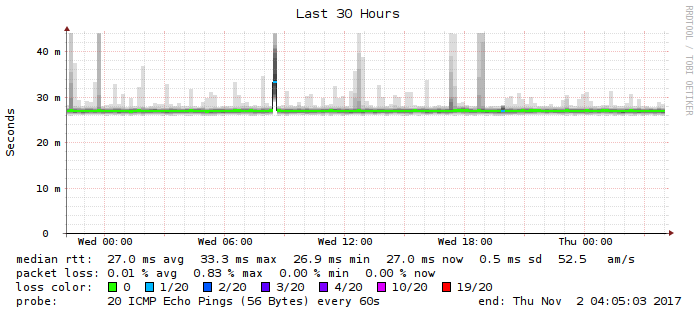 Last 30 Hours
RRDTOOL / TOBI OETIKER
Seconds
40 m
30 m
20 m
10 m
0
Wed 00:00 Wed 06:00 Wed 12:00 Wed 18:00 Thu 00:00
median rtt: 27.0 ms avg 33.3 ms max 26.9 ms min 27.0 ms now 0.5 ms sd 52.5 am/s
packet loss: 0.01 % avg 0.83 % max 0.00 % min 0.00 % now
loss color: 0 1/20 2/20 3/20 4/20 10/20 19/20
probe: 20 ICMP Echo Pings (56 Bytes) every 60s end: Thu Nov 2 04:05:03 2017